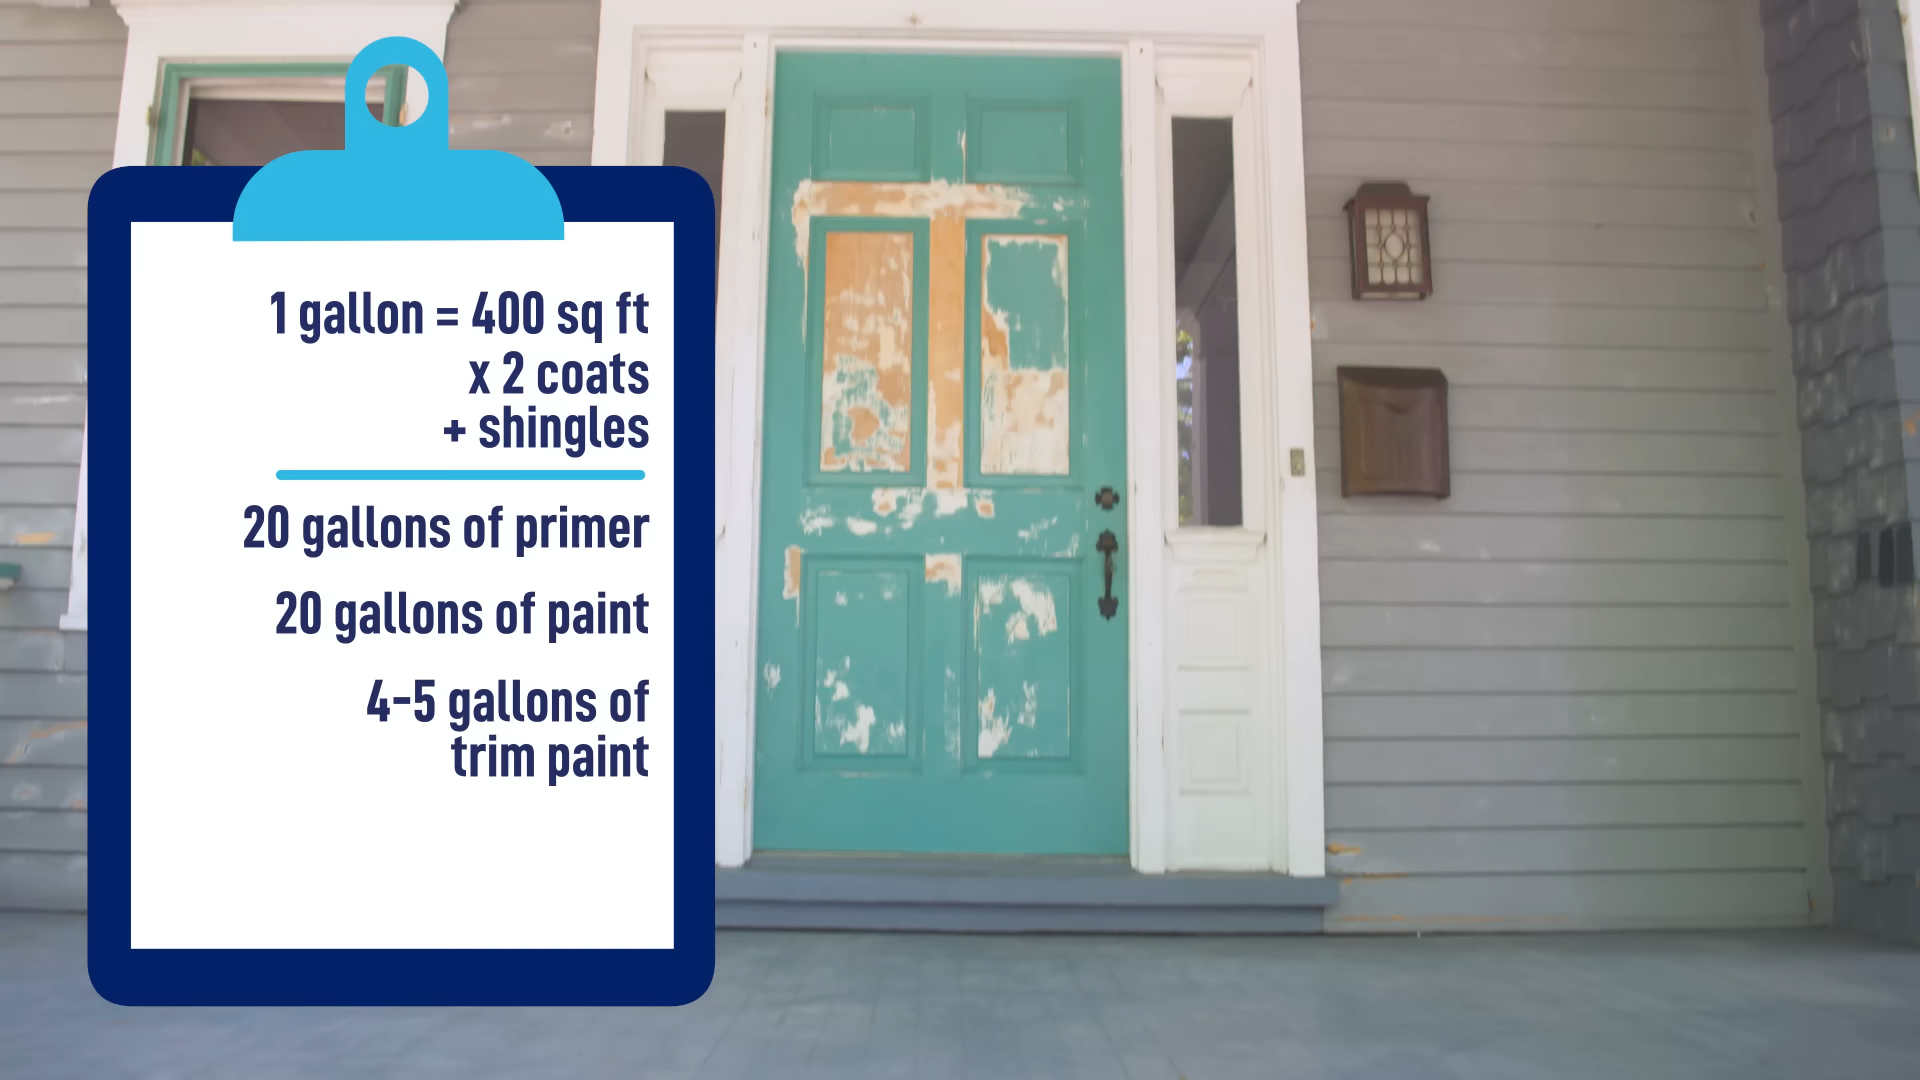 1 gallon = 400 sq ft
x 2 coats
+ shingles
20 gallons of primer
20 gallons of paint
4-5 gallons of
trim paint